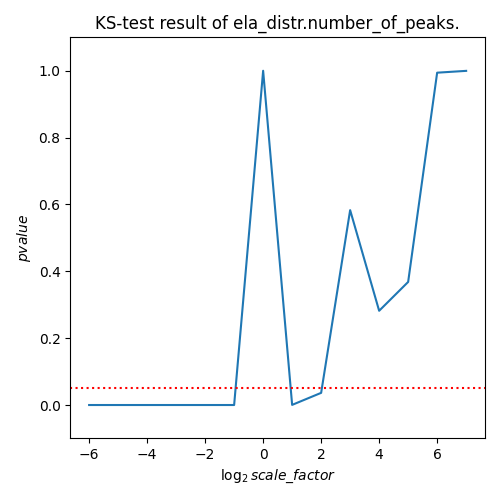 KS-test result of ela_distr.number_of_peaks.
1.0
0.8
0.6
0.4
0.2
0.0
pvalue
−6 −4 −2 0 2 4 6
log₂ scale_factor